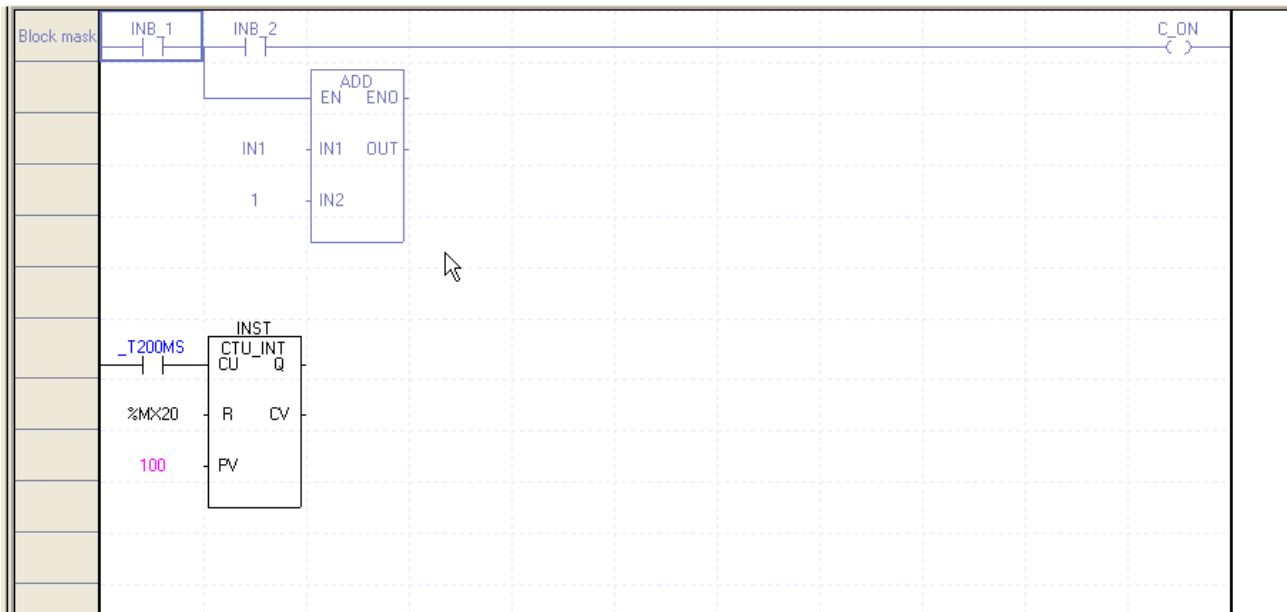 Block mask INB_1 INB_2 C_ON
ADD
EN ENO
IN1 IN1 OUT
1 IN2
INST
_T200MS CTU_INT
CU Q
%MX20 R CV
100 PV